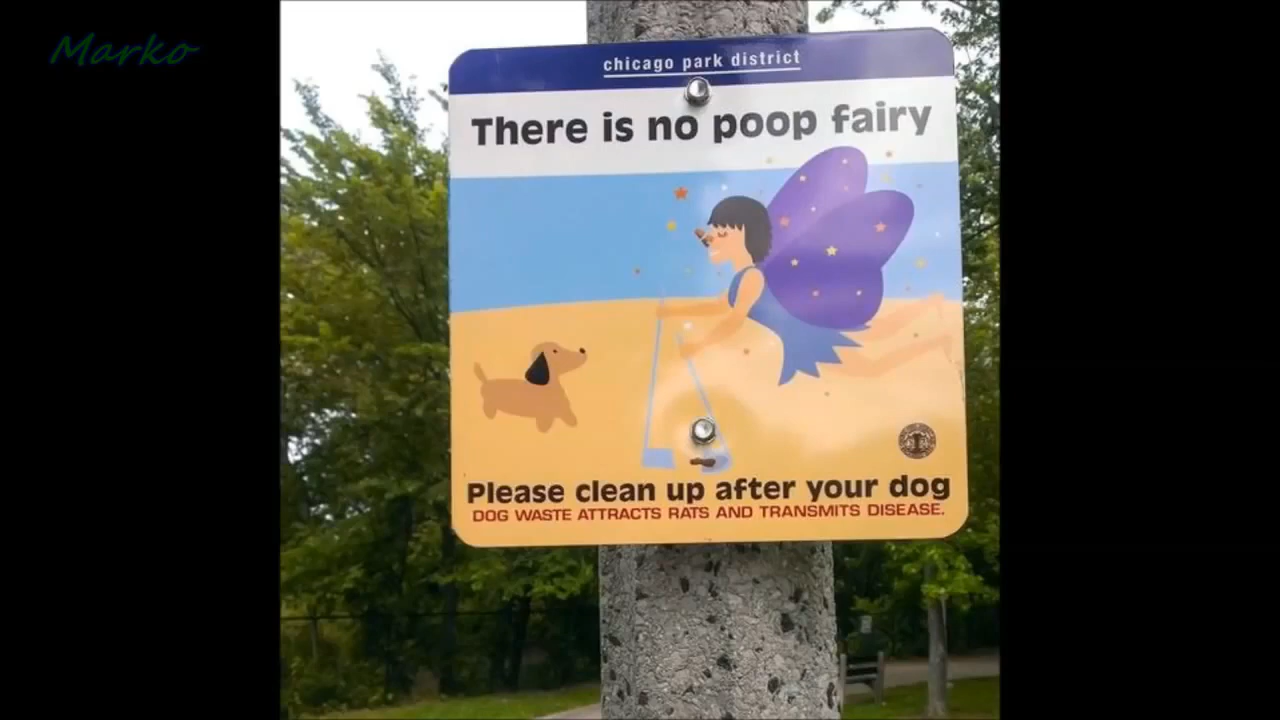 Marko
chicago park district
There is no poop fairy
Please clean up after your dog
DOG WASTE ATTRACTS RATS AND TRANSMITS DISEASE.